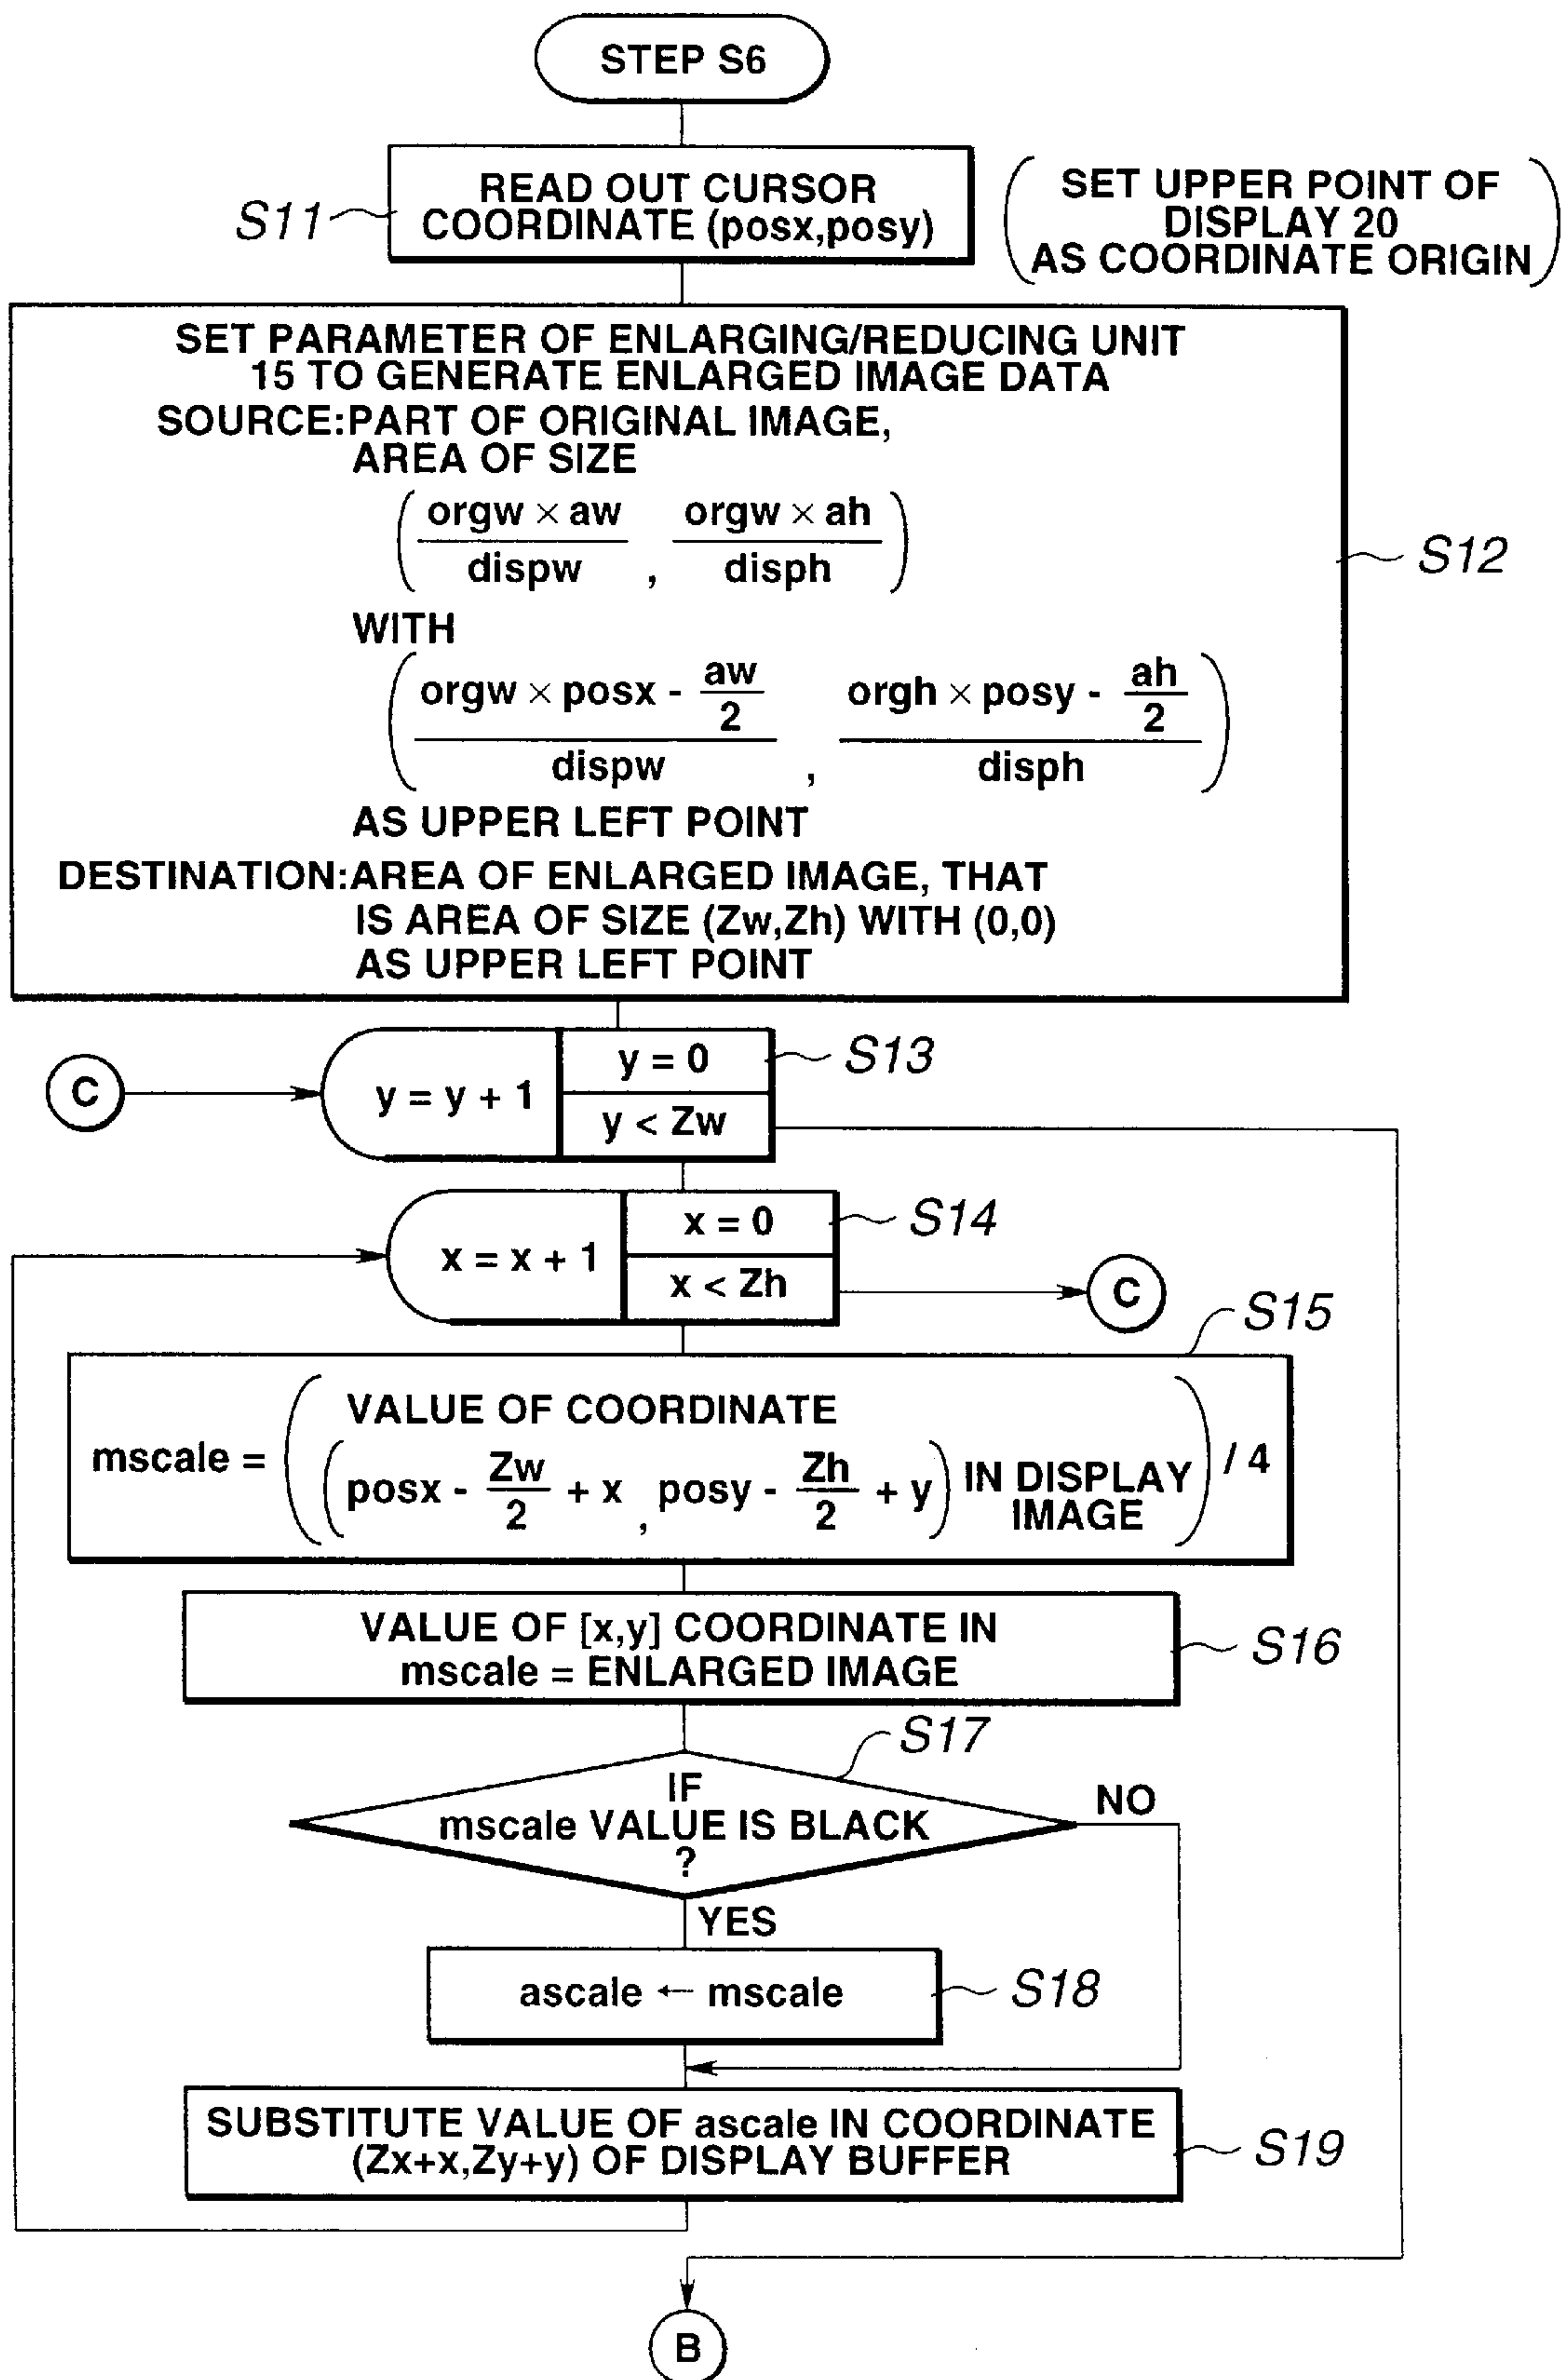 STEP S6
READ OUT CURSOR
COORDINATE (posx,posy)
S11
SET UPPER POINT OF
DISPLAY 20
AS COORDINATE ORIGIN
SET PARAMETER OF ENLARGING/REDUCING UNIT
15 TO GENERATE ENLARGED IMAGE DATA
SOURCE:PART OF ORIGINAL IMAGE,
AREA OF SIZE
( orgw × aw / dispw , orgw × ah / disph )
S12
WITH
( orgw × posx - aw/2 / dispw , orgh × posy - ah/2 / disph )
AS UPPER LEFT POINT
DESTINATION:AREA OF ENLARGED IMAGE, THAT
IS AREA OF SIZE (Zw,Zh) WITH (0,0)
AS UPPER LEFT POINT
C
y = y + 1
y = 0
y < Zw
S13
x = x + 1
x = 0
x < Zh
S14
C
S15
VALUE OF COORDINATE
mscale = ( (posx - Zw/2 + x , posy - Zh/2 + y) IN DISPLAY IMAGE ) / 4
VALUE OF [x,y] COORDINATE IN
mscale = ENLARGED IMAGE
S16
S17
IF
mscale VALUE IS BLACK
?
NO
YES
ascale ← mscale
S18
SUBSTITUTE VALUE OF ascale IN COORDINATE
(Zx+x,Zy+y) OF DISPLAY BUFFER
S19
B